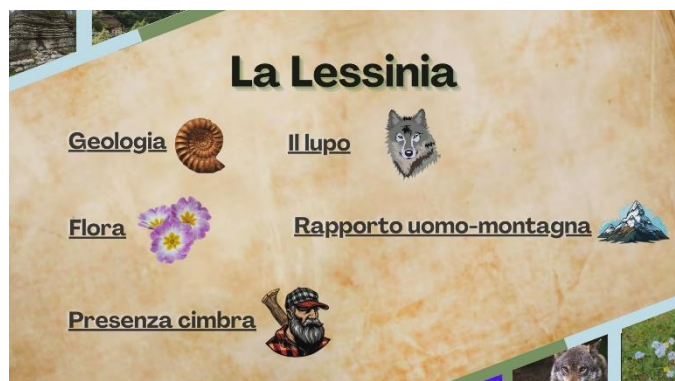 La Lessinia
Geologia
Il lupo
Flora
Rapporto uomo-montagna
Presenza cimbra